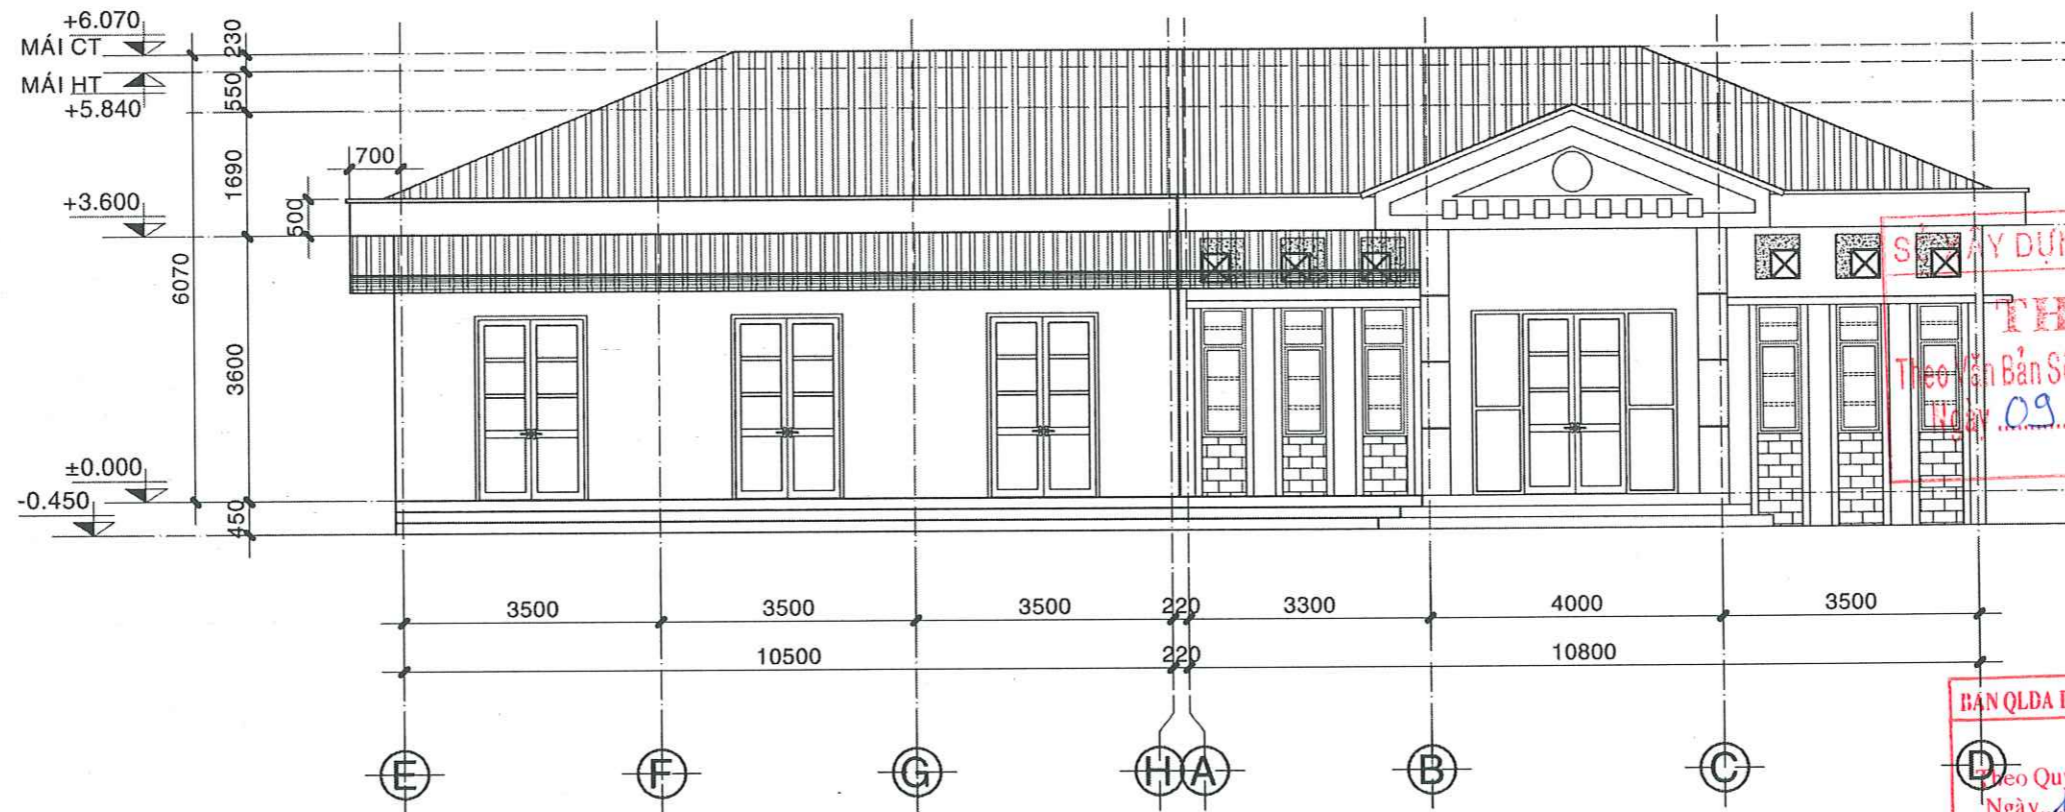 +6.070
MÁI CT
MÁI HT
+5.840
+3.600
±0.000
-0.450
230
550
1690
500
700
6070
3600
450
3500 3500 3500 220 3300 4000 3500
10500 220 10800
E F G H A B C D
Theo Văn Bản
Ngày 09
BAN QLDA
Theo
Ngày